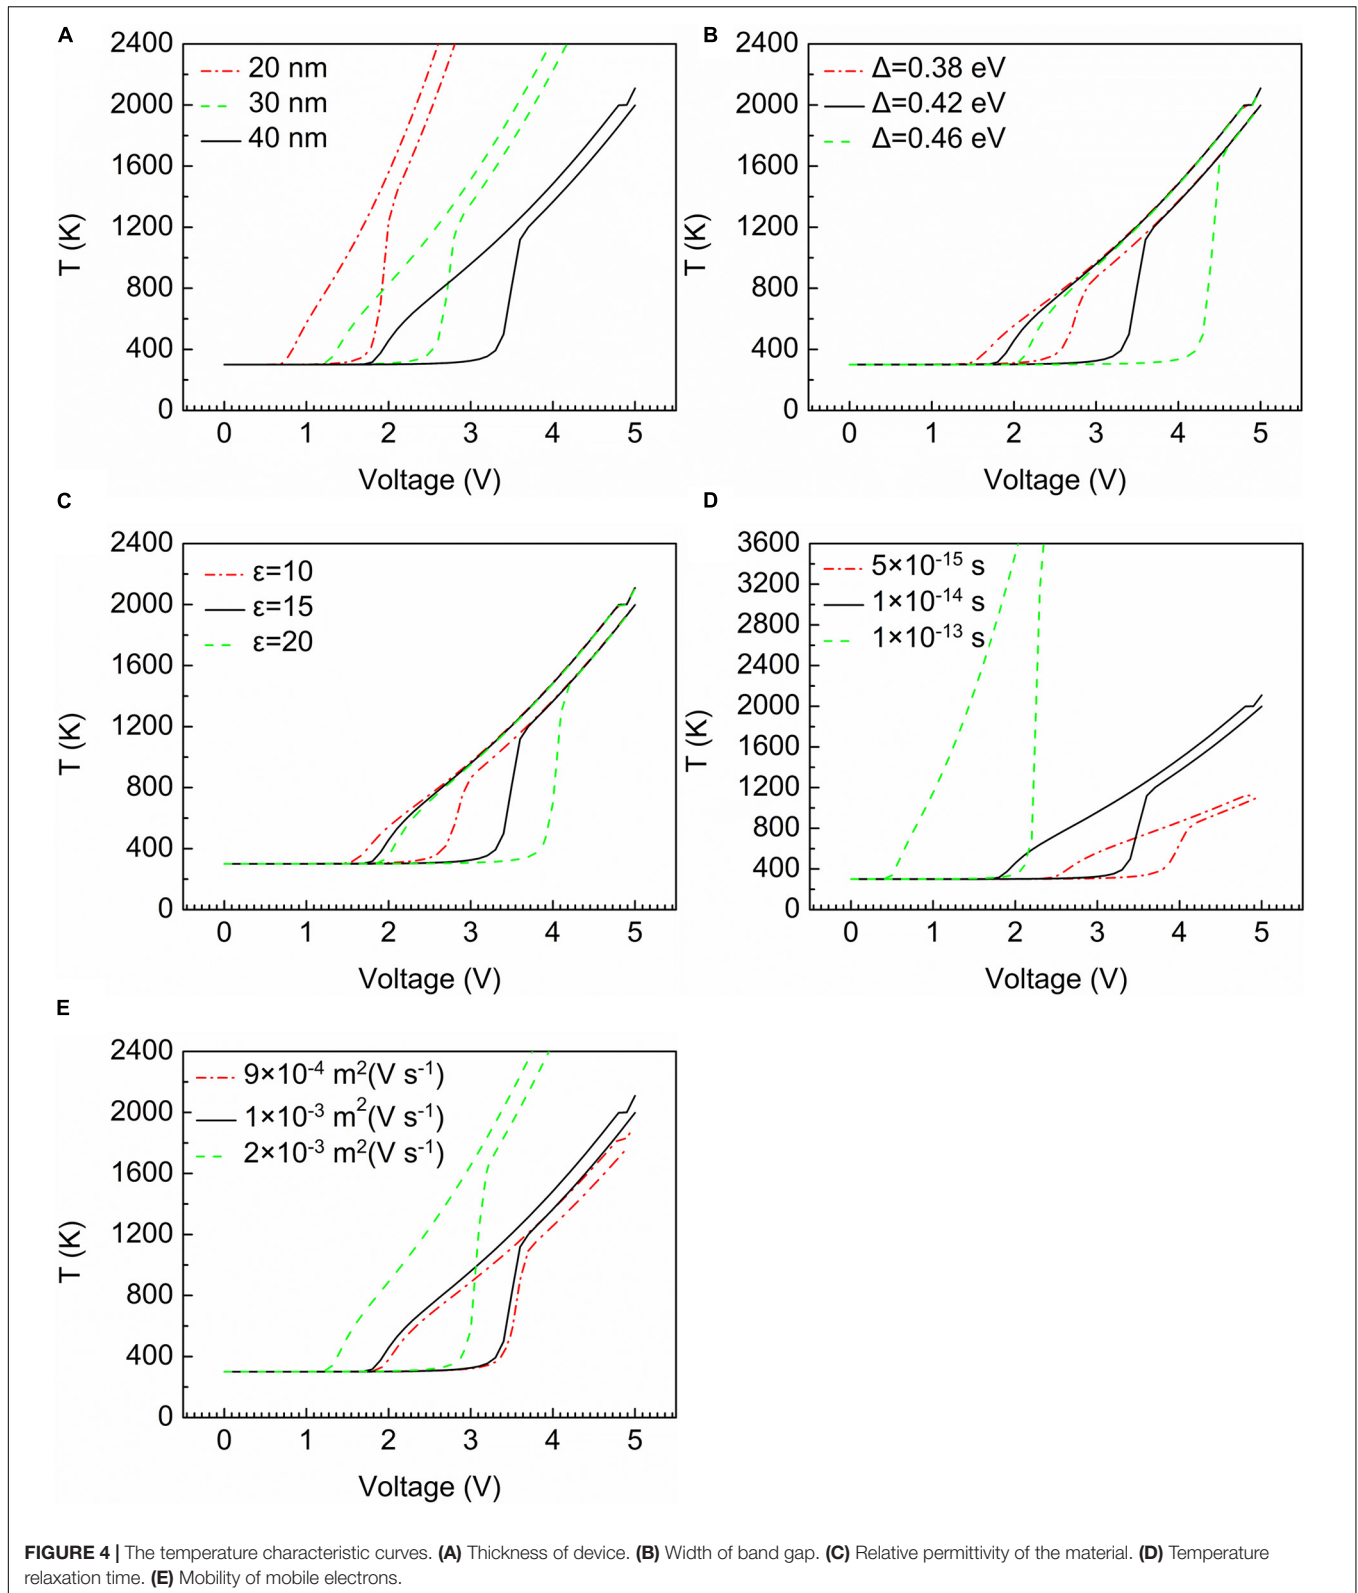 A
2400
2000
1600
1200
800
400
0
T (K)
20 nm
30 nm
40 nm
0 1 2 3 4 5
Voltage (V)
B
2400
2000
1600
1200
800
400
0
T (K)
Δ=0.38 eV
Δ=0.42 eV
Δ=0.46 eV
0 1 2 3 4 5
Voltage (V)
C
2400
2000
1600
1200
800
400
0
T (K)
ε=10
ε=15
ε=20
0 1 2 3 4 5
Voltage (V)
D
3600
3200
2800
2400
2000
1600
1200
800
400
0
T (K)
5×10⁻¹⁵ s
1×10⁻¹⁴ s
1×10⁻¹³ s
0 1 2 3 4 5
Voltage (V)
E
2400
2000
1600
1200
800
400
0
T (K)
9×10⁻⁴ m²(V s⁻¹)
1×10⁻³ m²(V s⁻¹)
2×10⁻³ m²(V s⁻¹)
0 1 2 3 4 5
Voltage (V)
FIGURE 4 | The temperature characteristic curves. (A) Thickness of device. (B) Width of band gap. (C) Relative permittivity of the material. (D) Temperature
relaxation time. (E) Mobility of mobile electrons.